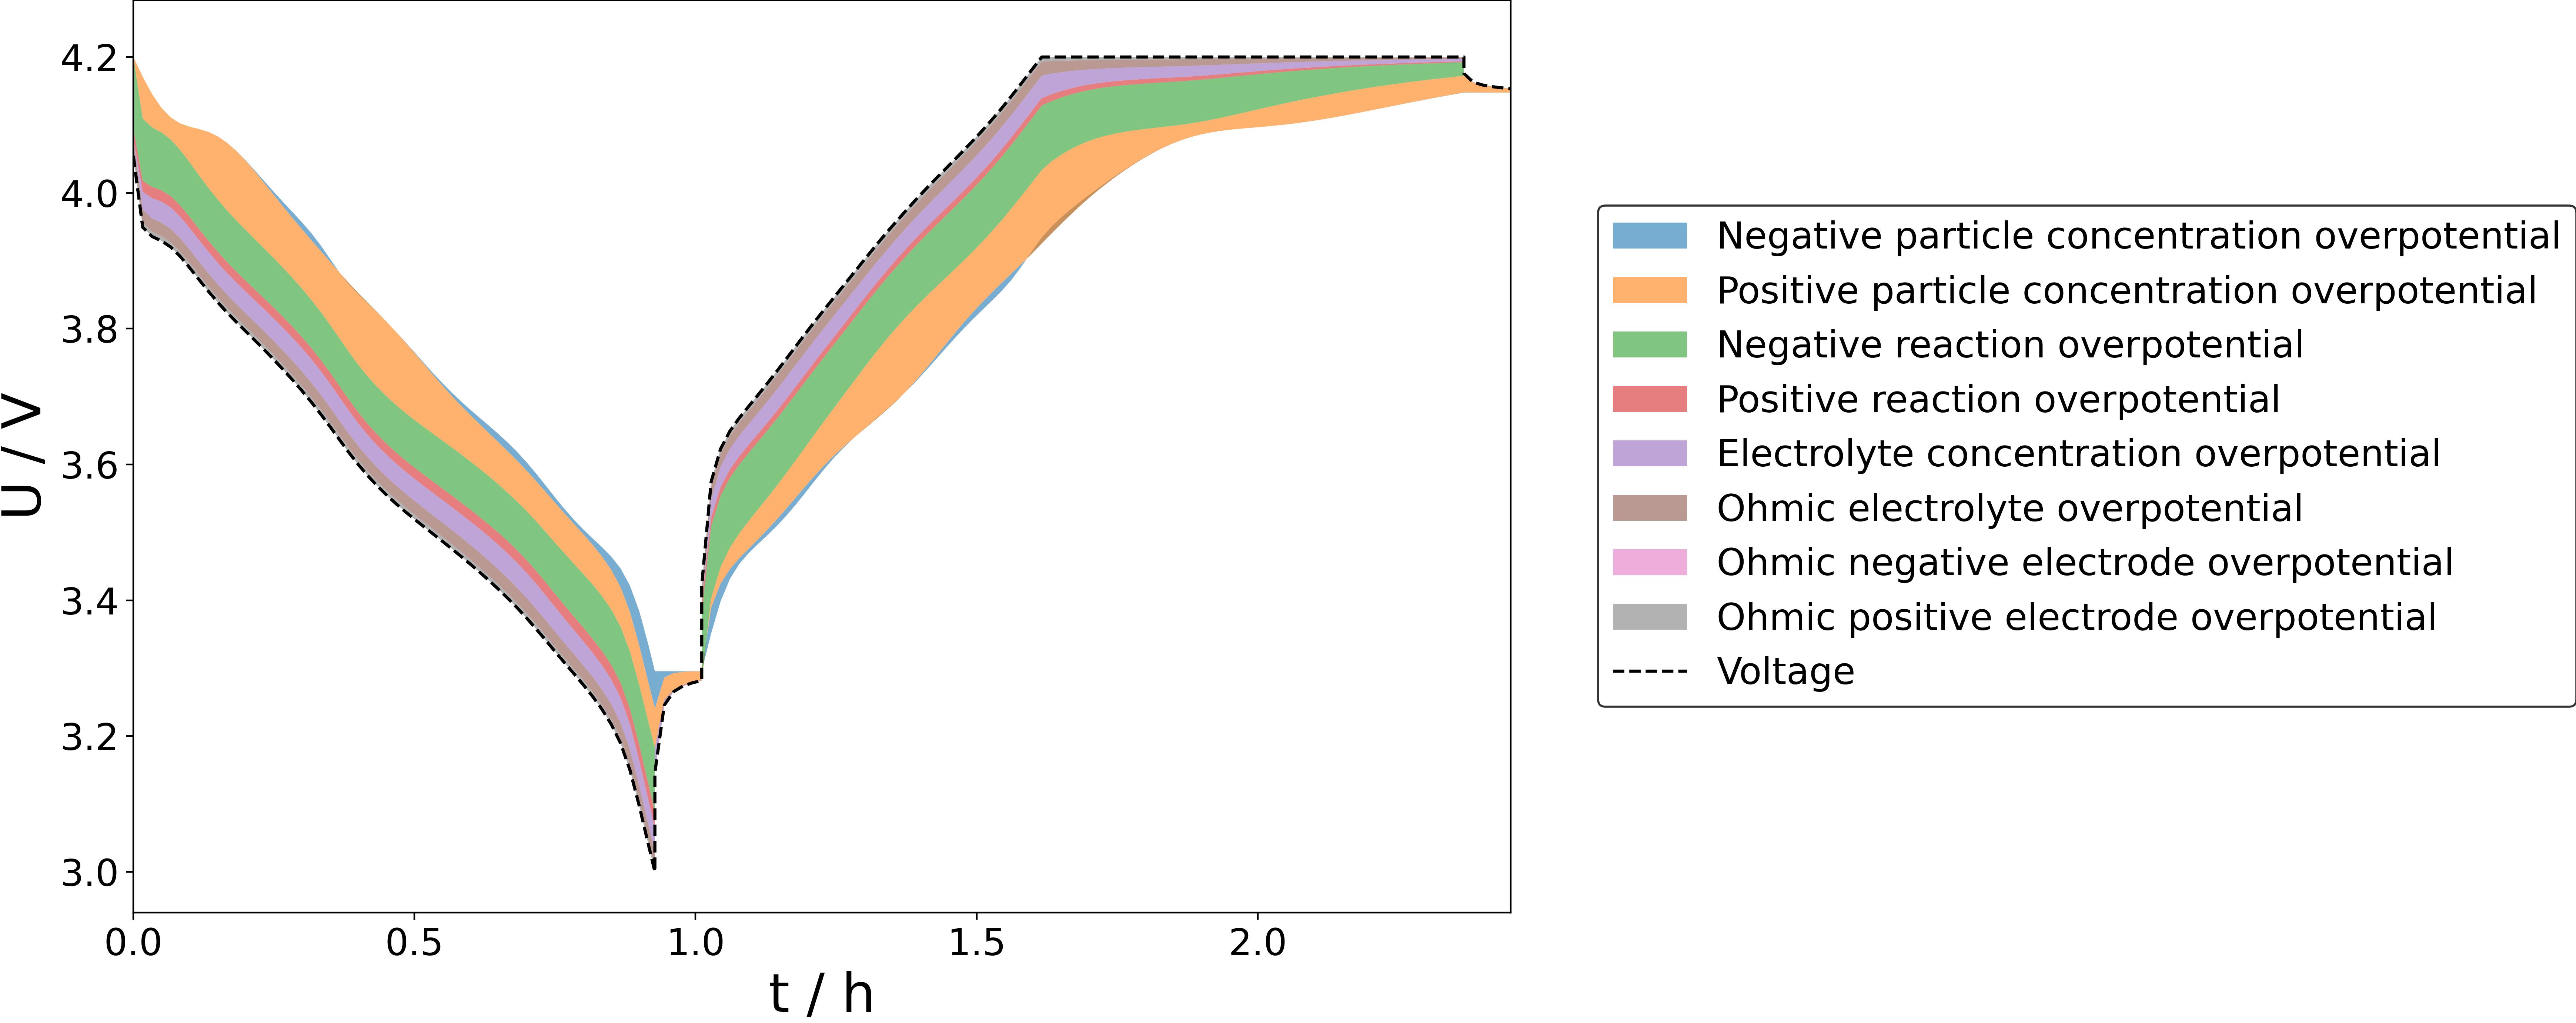 U / V
4.2
4.0
3.8
3.6
3.4
3.2
3.0
0.0
0.5
1.0
1.5
2.0
t / h
Negative particle concentration overpotential
Positive particle concentration overpotential
Negative reaction overpotential
Positive reaction overpotential
Electrolyte concentration overpotential
Ohmic electrolyte overpotential
Ohmic negative electrode overpotential
Ohmic positive electrode overpotential
Voltage